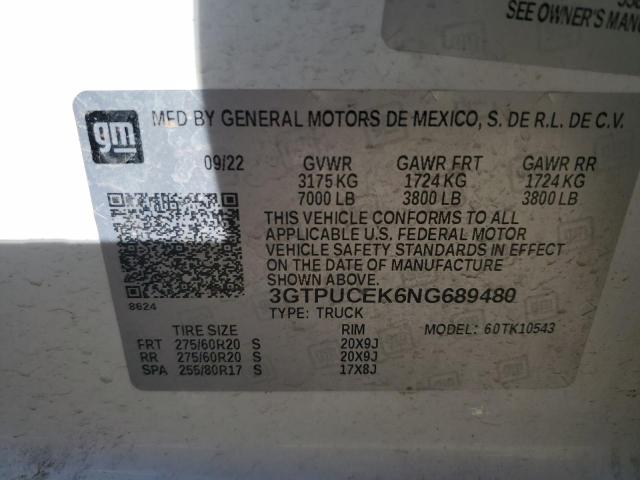 SEE OWNER'S MANU
gm MFD BY GENERAL MOTORS DE MEXICO, S. DE R.L. DE C.V.
09/22 GVWR GAWR FRT GAWR RR
3175 KG 1724 KG 1724 KG
7000 LB 3800 LB 3800 LB
THIS VEHICLE CONFORMS TO ALL
APPLICABLE U.S. FEDERAL MOTOR
VEHICLE SAFETY STANDARDS IN EFFECT
ON THE DATE OF MANUFACTURE
SHOWN ABOVE.
8624 3GTPUCEK6NG689480
TYPE: TRUCK
TIRE SIZE RIM MODEL: 60TK10543
FRT 275/60R20 S 20X9J
RR 275/60R20 S 20X9J
SPA 255/80R17 S 17X8J